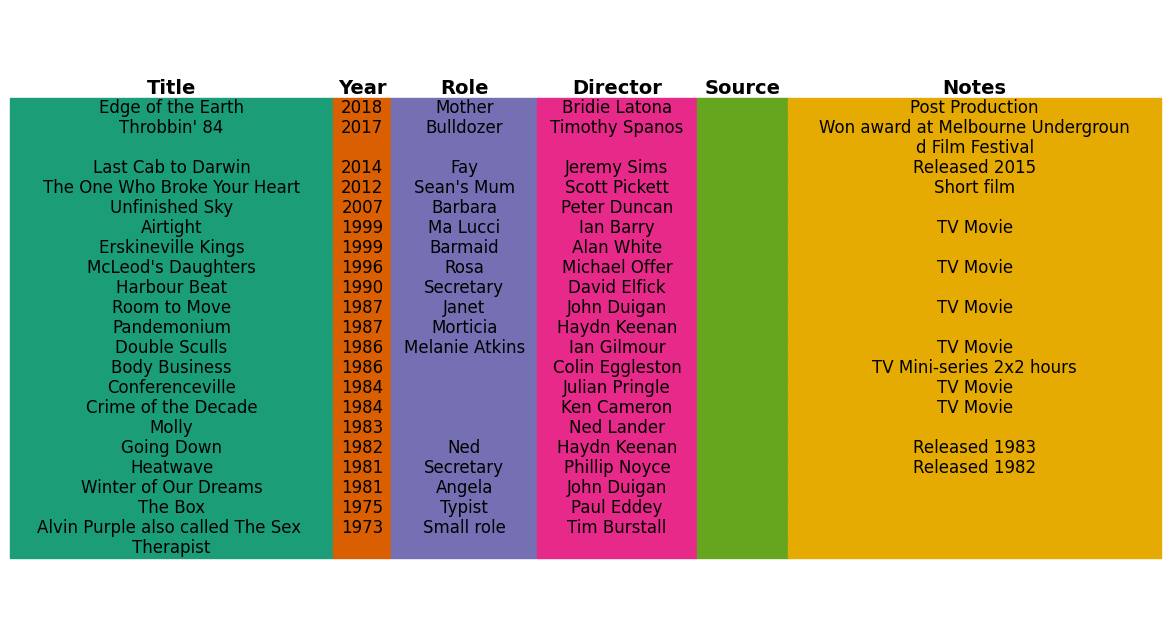 Title Year Role Director Source Notes
Edge of the Earth 2018 Mother Bridie Latona Post Production
Throbbin' 84 2017 Bulldozer Timothy Spanos Won award at Melbourne Undergroun
d Film Festival
Last Cab to Darwin 2014 Fay Jeremy Sims Released 2015
The One Who Broke Your Heart 2012 Sean's Mum Scott Pickett Short film
Unfinished Sky 2007 Barbara Peter Duncan
Airtight 1999 Ma Lucci Ian Barry TV Movie
Erskineville Kings 1999 Barmaid Alan White
McLeod's Daughters 1996 Rosa Michael Offer TV Movie
Harbour Beat 1990 Secretary David Elfick
Room to Move 1987 Janet John Duigan TV Movie
Pandemonium 1987 Morticia Haydn Keenan
Double Sculls 1986 Melanie Atkins Ian Gilmour TV Movie
Body Business 1986 Colin Eggleston TV Mini-series 2x2 hours
Conferenceville 1984 Julian Pringle TV Movie
Crime of the Decade 1984 Ken Cameron TV Movie
Molly 1983 Ned Lander
Going Down 1982 Ned Haydn Keenan Released 1983
Heatwave 1981 Secretary Phillip Noyce Released 1982
Winter of Our Dreams 1981 Angela John Duigan
The Box 1975 Typist Paul Eddey
Alvin Purple also called The Sex 1973 Small role Tim Burstall
Therapist